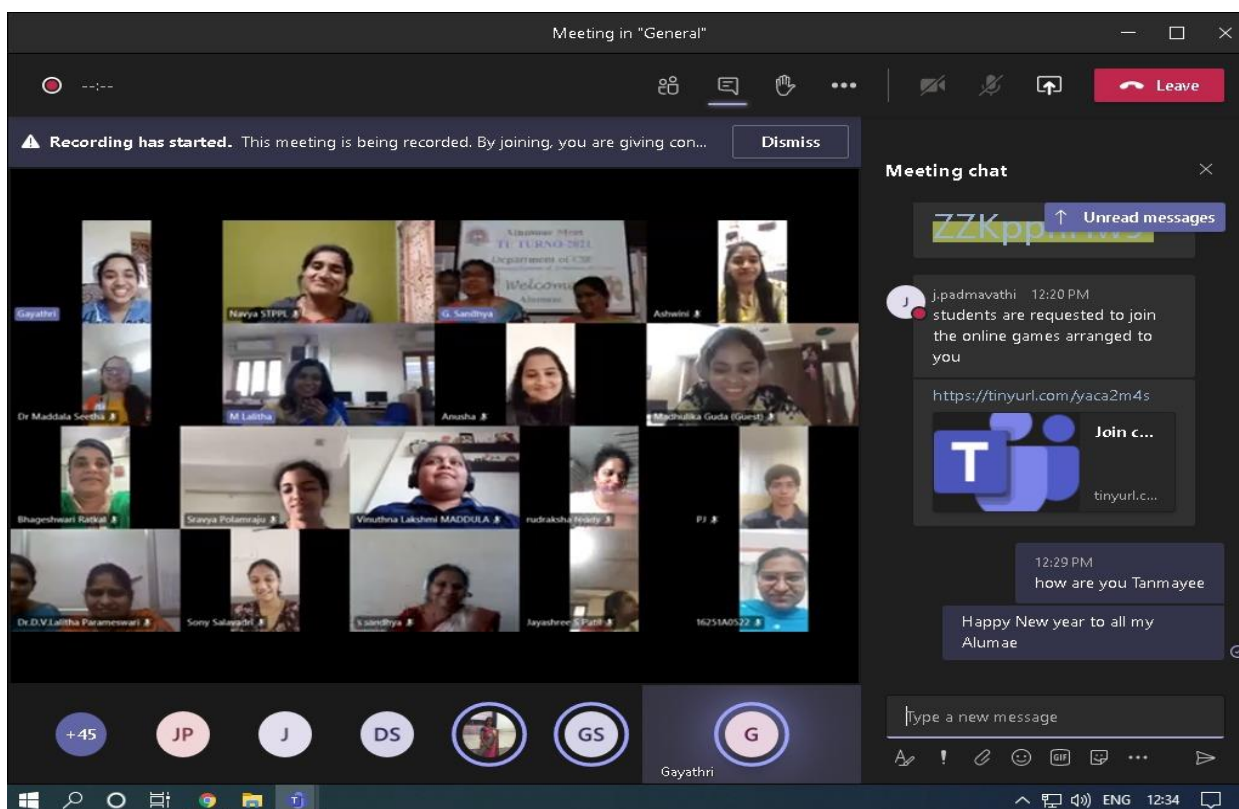 Meeting in "General"
--:--
Leave
Recording has started. This meeting is being recorded. By joining, you are giving con...
Dismiss
Meeting chat
Unread messages
j.padmavathi 12:20 PM
students are requested to join
the online games arranged to
you
https://tinyurl.com/yaca2m4s
T
Join c...
tinyurl.c...
12:29 PM
how are you Tanmayee
Happy New year to all my
Alumae
Type a new message
GIF
J
Department of CSE
Welcome
Gayathri
Navya STPPL
G. Sandhya
Ashwini
Dr Maddala Seetha
M Lalitha
Anusha
Madhulika Guda (Guest)
Bhageshwari Ratkal
Sravya Polamraju
Vinuthna Lakshmi MADDULA
rudraksha reddy
PJ
Dr.D.V.Lalitha Parameswari
Sony Salavadri
S.sandhya
Jayashree S Patil
16251A0522
+45
JP
J
DS
GS
G
Gayathri
ENG 12:34